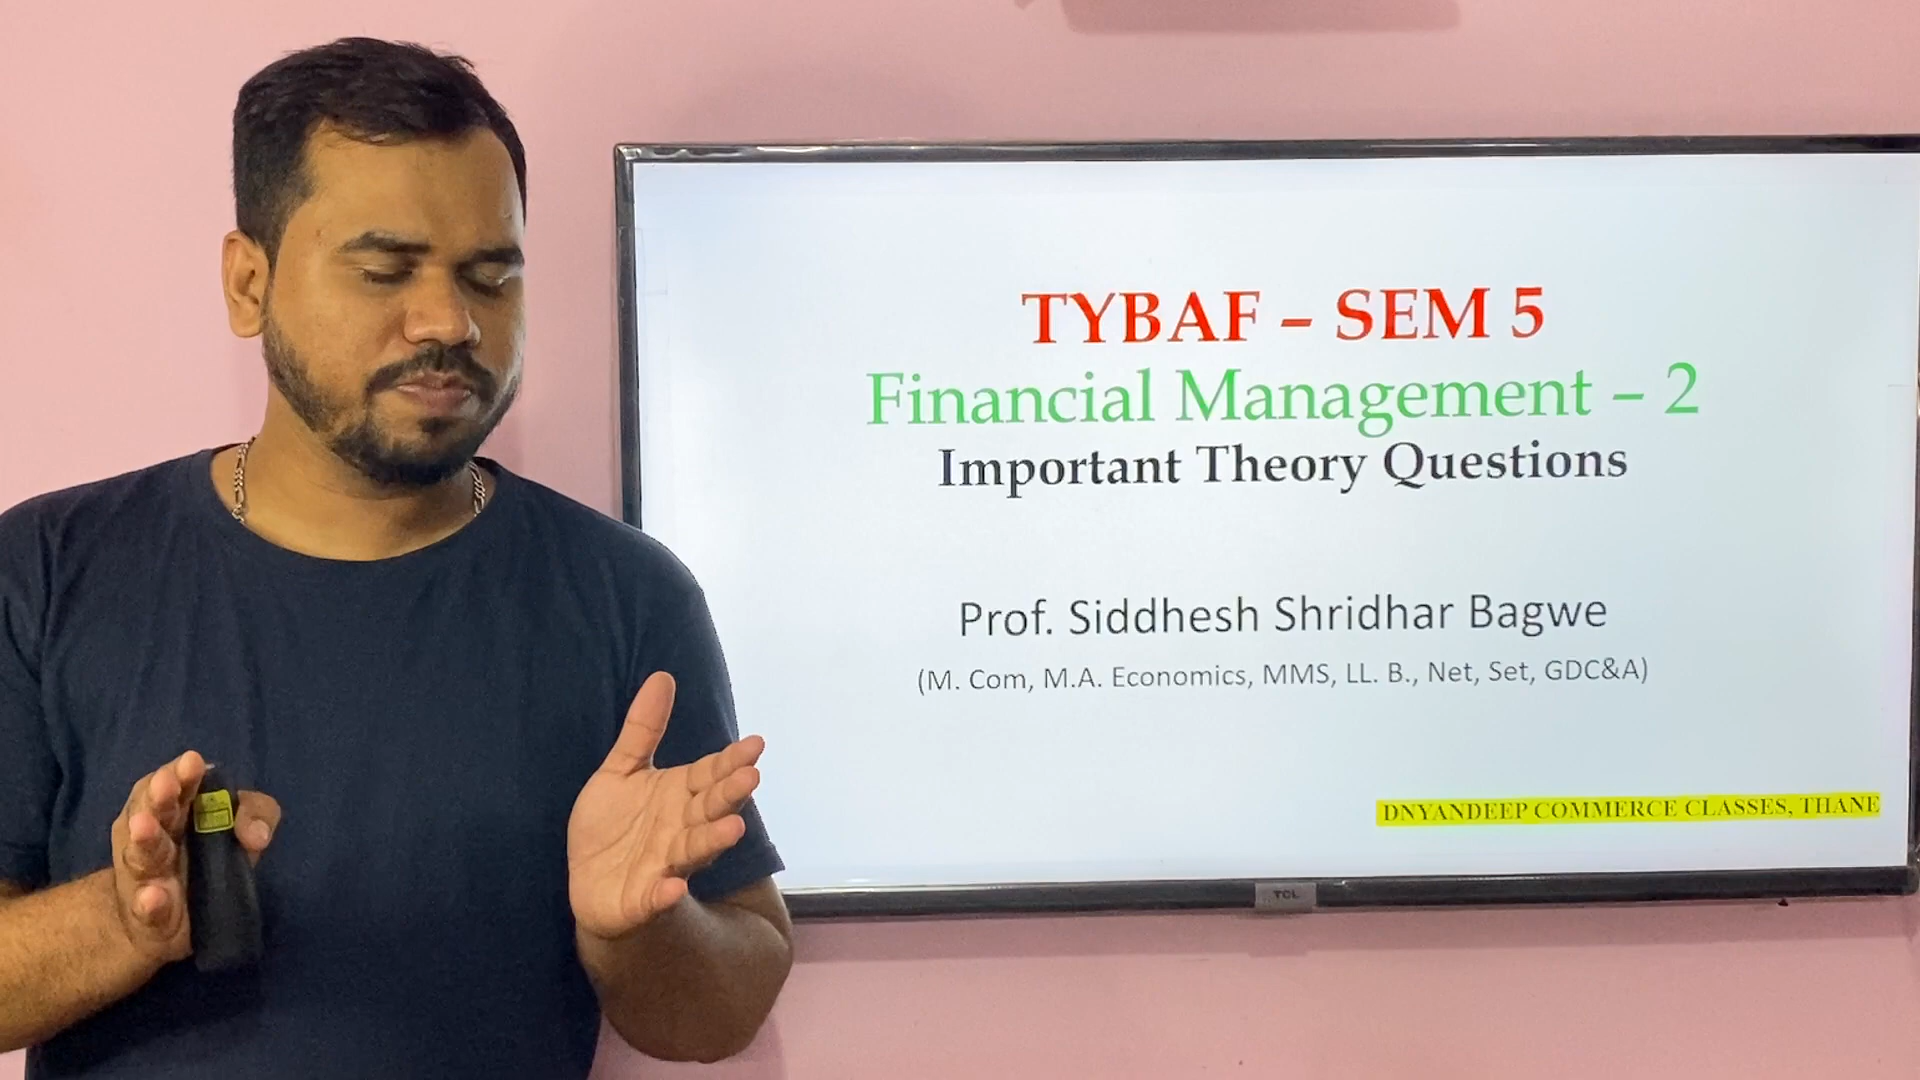 TYBAF – SEM 5
Financial Management – 2
Important Theory Questions
Prof. Siddhesh Shridhar Bagwe
(M. Com, M.A. Economics, MMS, LL. B., Net, Set, GDC&A)
DNYANDEEP COMMERCE CLASSES, THANE
TCL